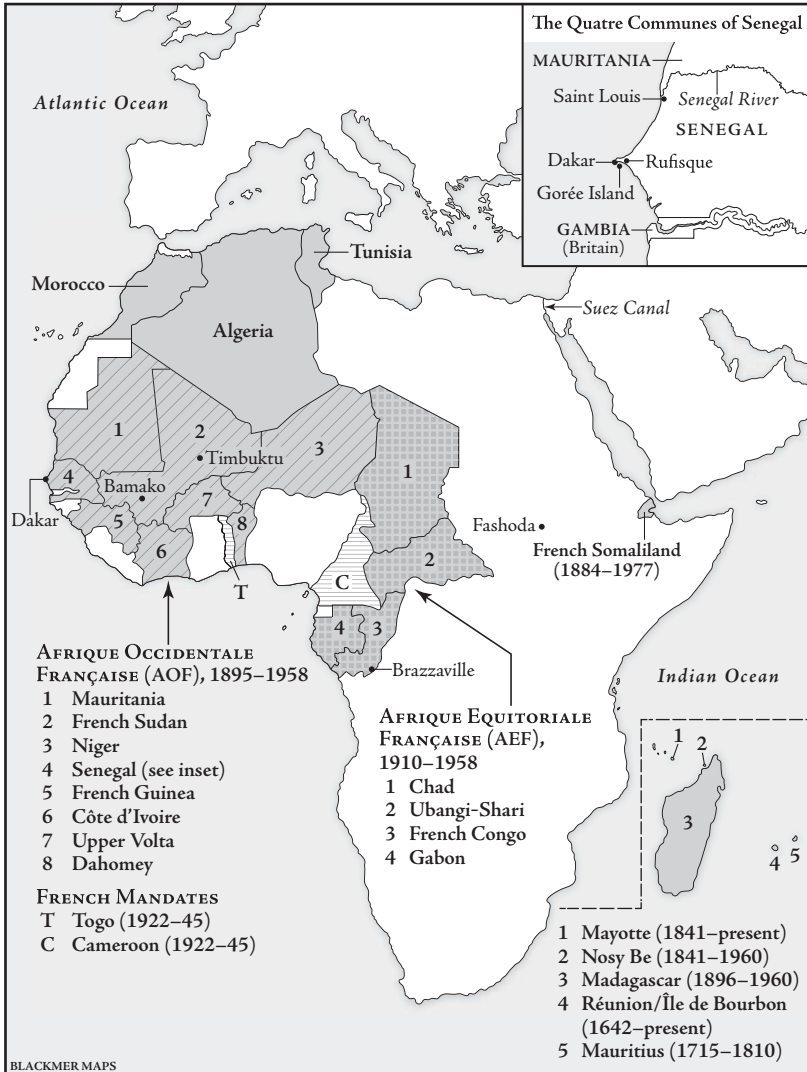 The Quatre Communes of Senegal
MAURITANIA
Saint Louis
Senegal River
SENEGAL
Dakar
Rufisque
Gorée Island
GAMBIA
(Britain)
Atlantic Ocean
Tunisia
Morocco
Suez Canal
Algeria
1
2
3
1
Timbuktu
4
Bamako
7
Dakar
5
8
6
Fashoda
French Somaliland
(1884–1977)
2
T
C
4
3
Brazzaville
Indian Ocean
AFRIQUE OCCIDENTALE
FRANÇAISE (AOF), 1895–1958
1 Mauritania
2 French Sudan
3 Niger
4 Senegal (see inset)
5 French Guinea
6 Côte d'Ivoire
7 Upper Volta
8 Dahomey
FRENCH MANDATES
T Togo (1922–45)
C Cameroon (1922–45)
AFRIQUE EQUITORIALE
FRANÇAISE (AEF),
1910–1958
1 Chad
2 Ubangi-Shari
3 French Congo
4 Gabon
1
2
3
4
5
1 Mayotte (1841–present)
2 Nosy Be (1841–1960)
3 Madagascar (1896–1960)
4 Réunion/Île de Bourbon
(1642–present)
5 Mauritius (1715–1810)
BLACKMER MAPS